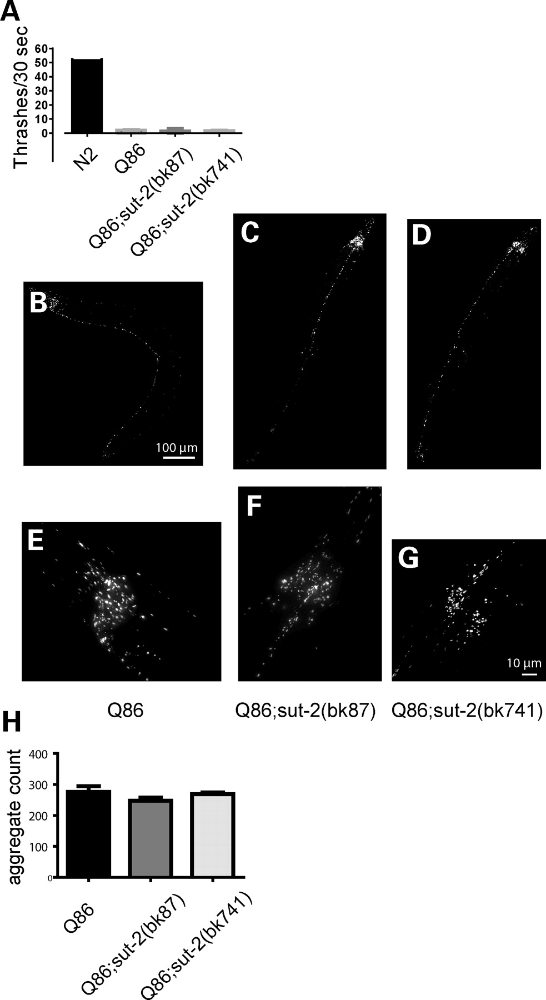 A
Thrashes/30 sec
60
50
40
30
20
10
0
N2
Q86
Q86;sut-2(bk87)
Q86;sut-2(bk741)
B
100 µm
C
D
E
F
G
10 µm
Q86
Q86;sut-2(bk87)
Q86;sut-2(bk741)
H
aggregate count
400
300
200
100
0
Q86
Q86;sut-2(bk87)
Q86;sut-2(bk741)